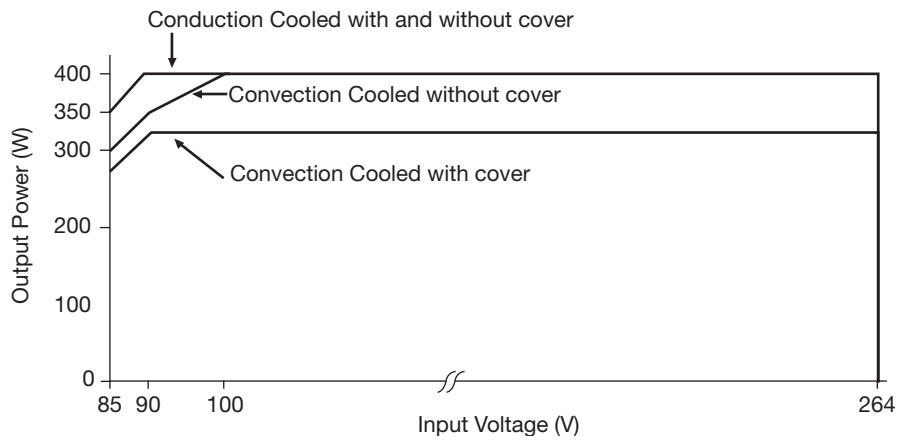 Conduction Cooled with and without cover
400
Convection Cooled without cover
350
300
Convection Cooled with cover
200
100
0
Output Power (W)
85 90 100 264
Input Voltage (V)